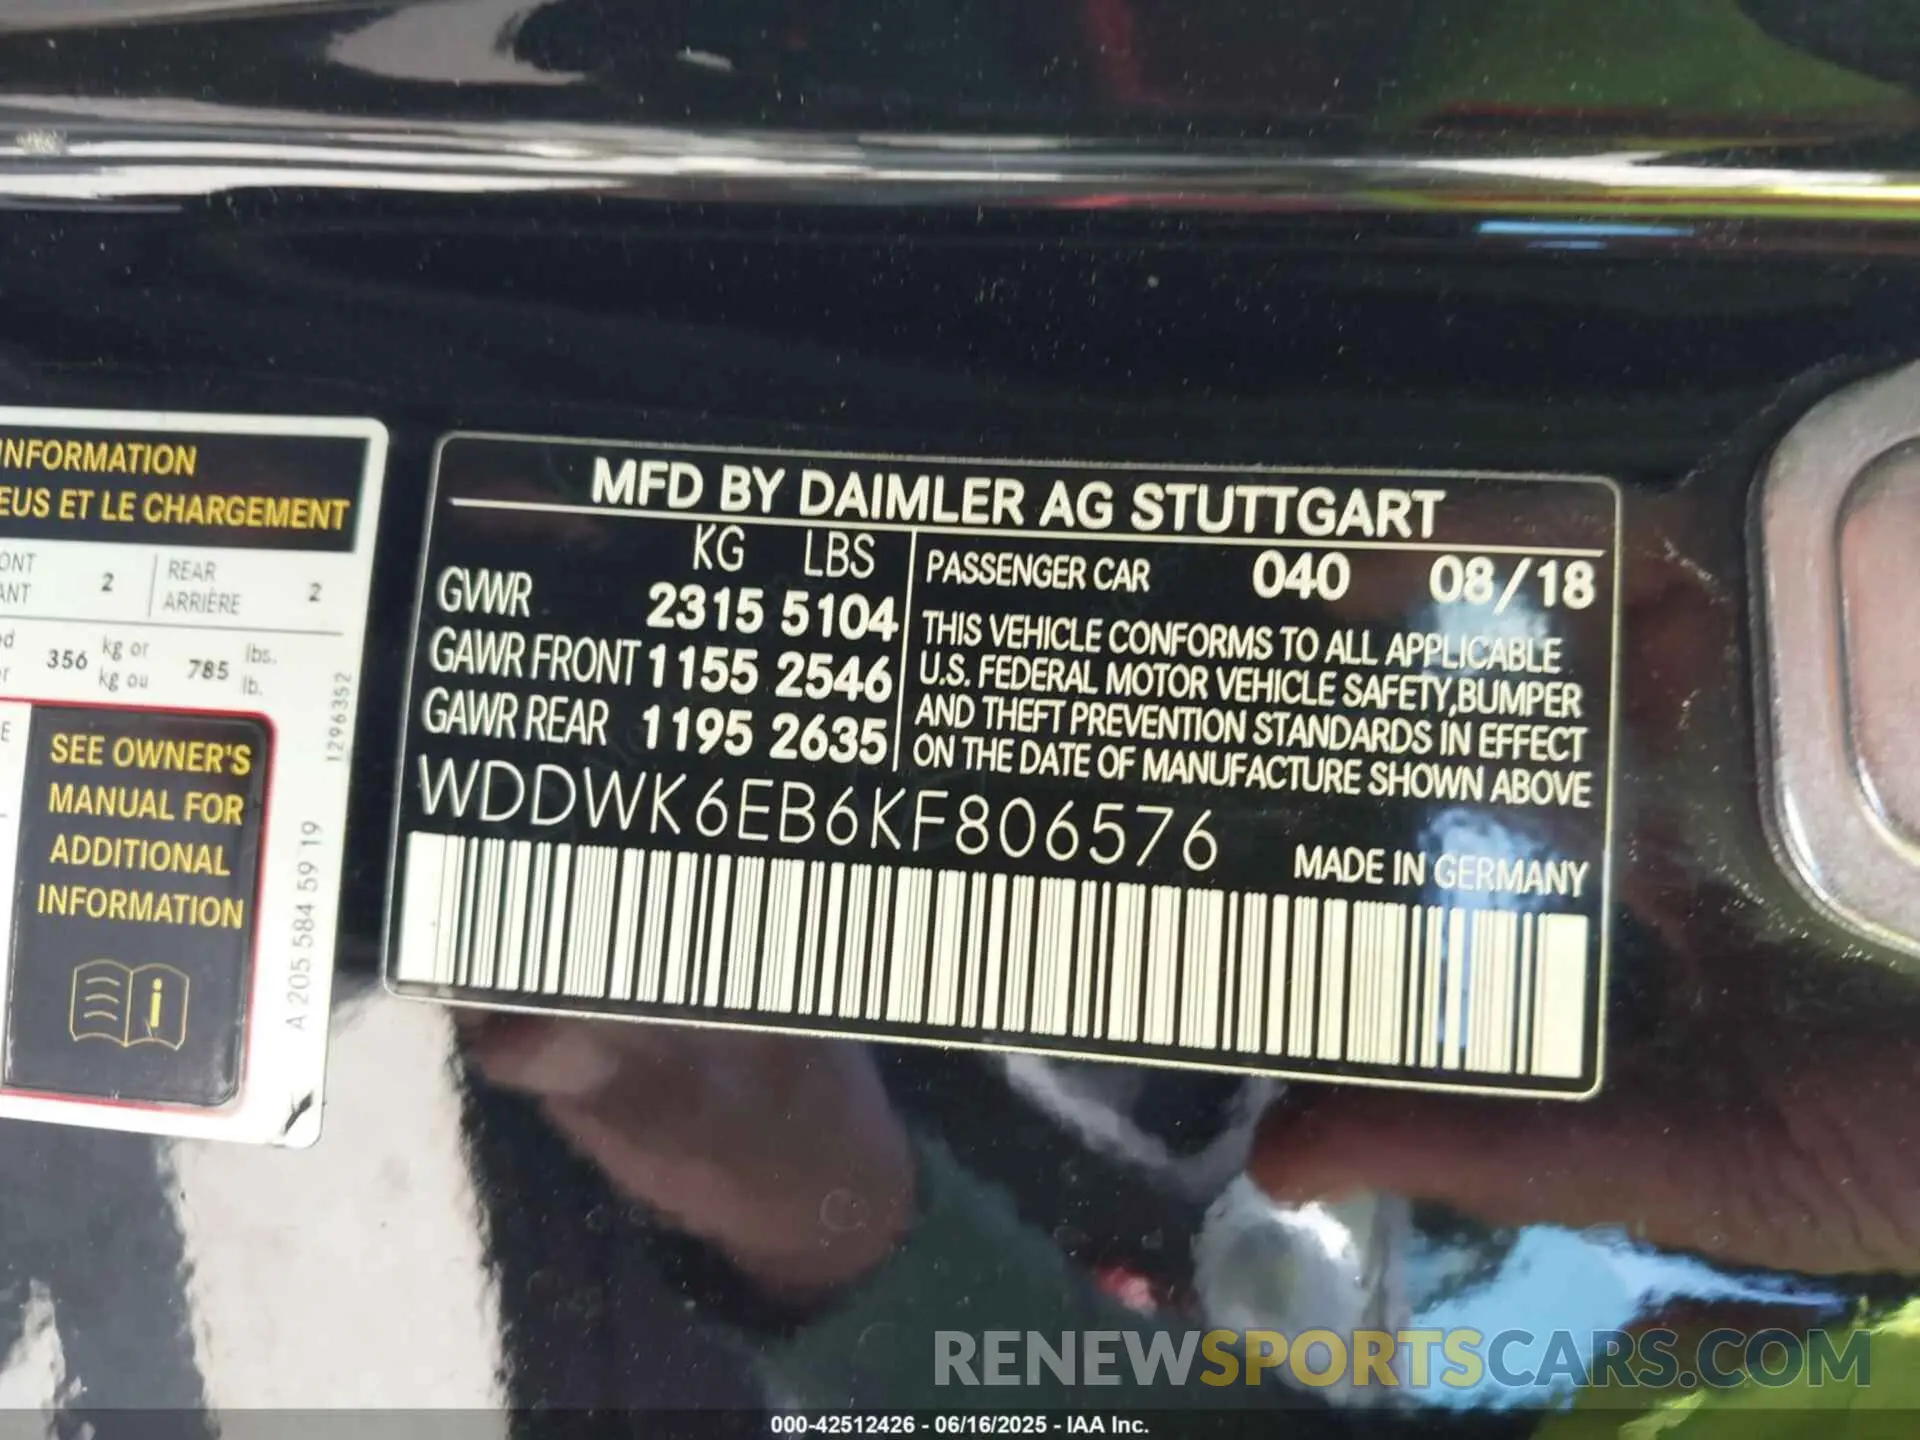 INFORMATION
EUS ET LE CHARGEMENT
2
REAR
ARRIÈRE
2
356
kg or
kg ou
785
lbs.
lb.
SEE OWNER'S
MANUAL FOR
ADDITIONAL
INFORMATION
i
1296352
A 205 584 59 19
MFD BY DAIMLER AG STUTTGART
KG LBS
GVWR 2315 5104
GAWR FRONT 1155 2546
GAWR REAR 1195 2635
PASSENGER CAR 040 08/18
THIS VEHICLE CONFORMS TO ALL APPLICABLE
U.S. FEDERAL MOTOR VEHICLE SAFETY,BUMPER
AND THEFT PREVENTION STANDARDS IN EFFECT
ON THE DATE OF MANUFACTURE SHOWN ABOVE
WDDWK6EB6KF806576
MADE IN GERMANY
RENEWSPORTSCARS.COM
000-42512426 - 06/16/2025 - IAA Inc.